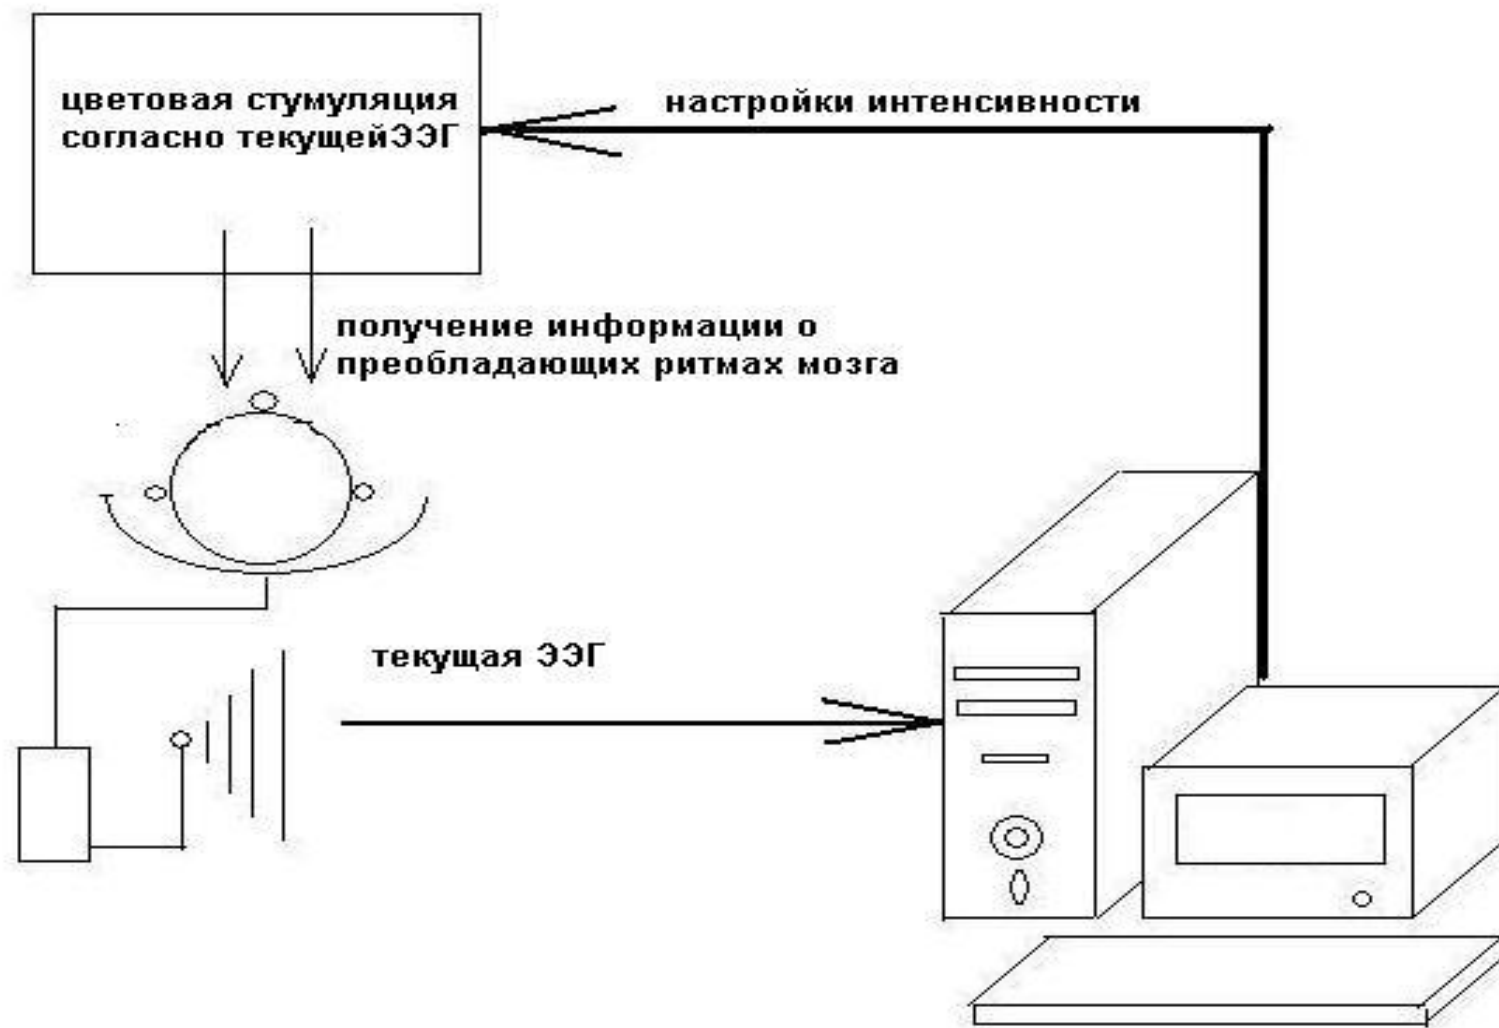 цветовая стумуляция
согласно текущейЭЭГ
настройки интенсивности
получение информации о
преобладающих ритмах мозга
текущая ЭЭГ